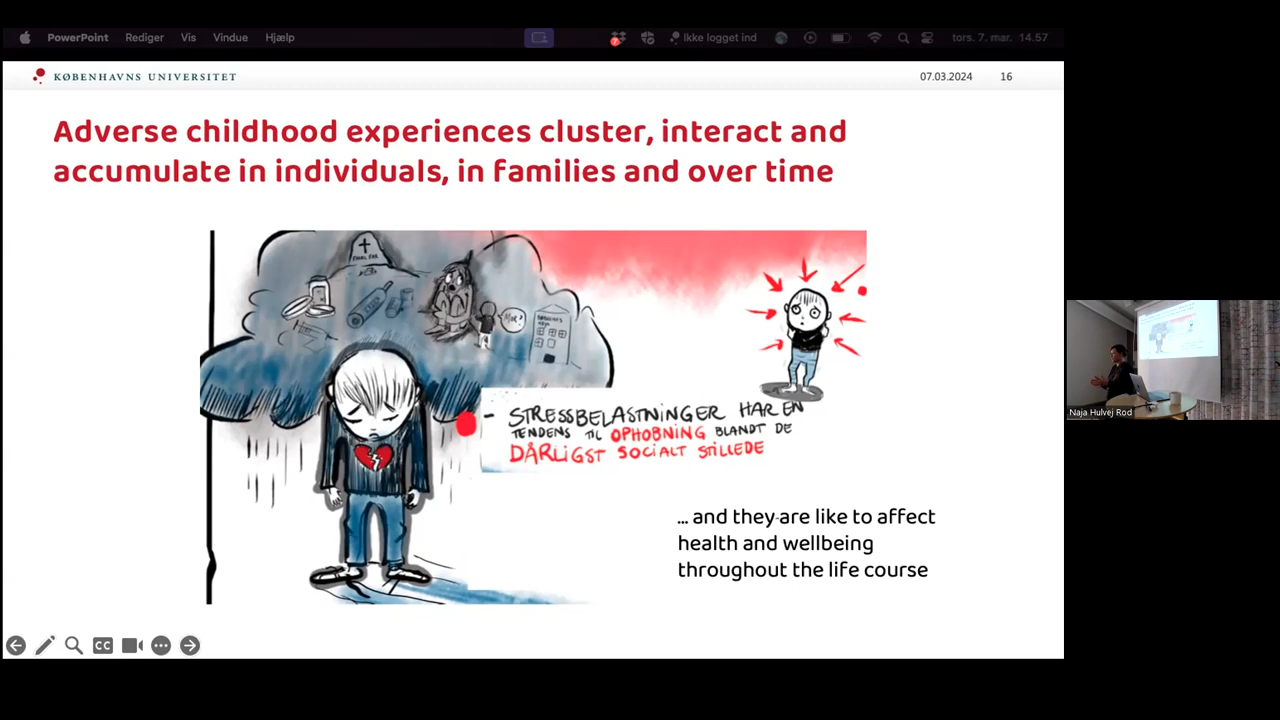 PowerPoint Rediger Vis Vindue Hjælp 7 Ikke logget ind tors. 7. mar. 14.57
KØBENHAVNS UNIVERSITET 07.03.2024 16
Adverse childhood experiences cluster, interact and
accumulate in individuals, in families and over time
MOR?
- STRESSBELASTNINGER HAR EN
TENDENS TIL OPHOBNING BLANDT DE
DÅRLIGST SOCIALT STILLEDE
... and they are like to affect
health and wellbeing
throughout the life course
CC
Naja Hulvej Rod